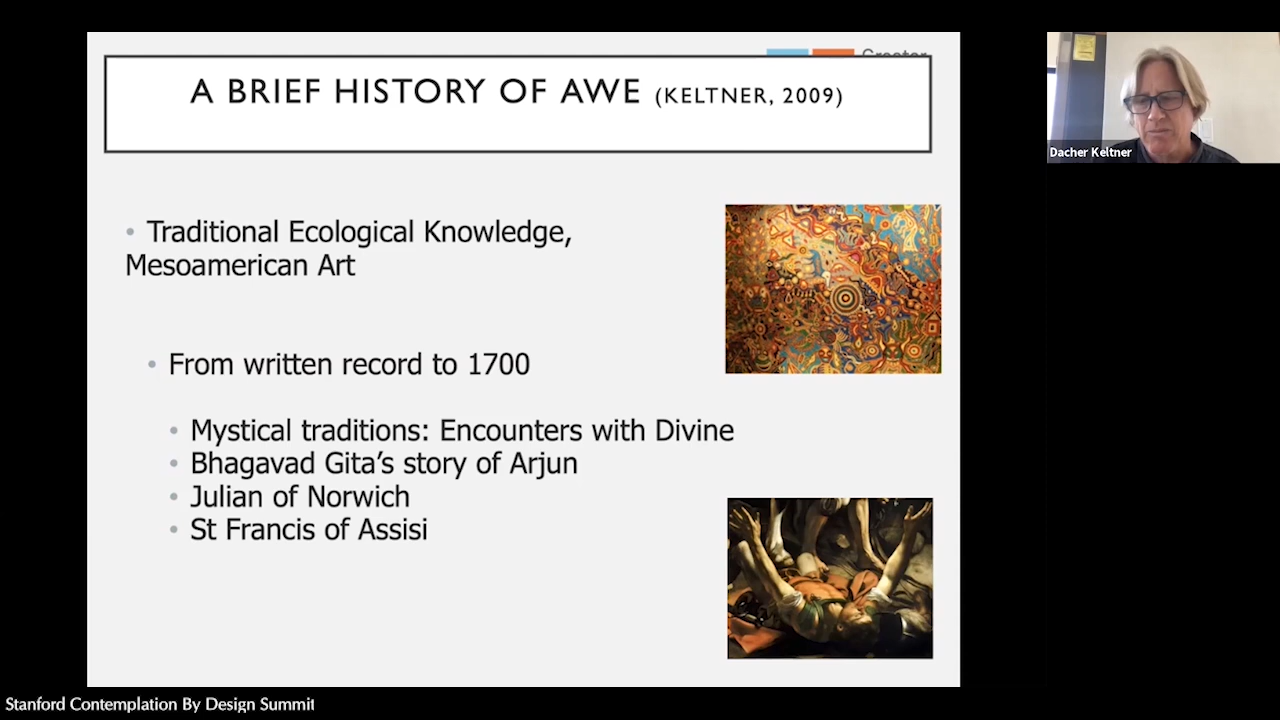 A BRIEF HISTORY OF AWE (KELTNER, 2009)
• Traditional Ecological Knowledge,
Mesoamerican Art
• From written record to 1700
• Mystical traditions: Encounters with Divine
• Bhagavad Gita’s story of Arjun
• Julian of Norwich
• St Francis of Assisi
Dacher Keltner
Stanford Contemplation By Design Summit